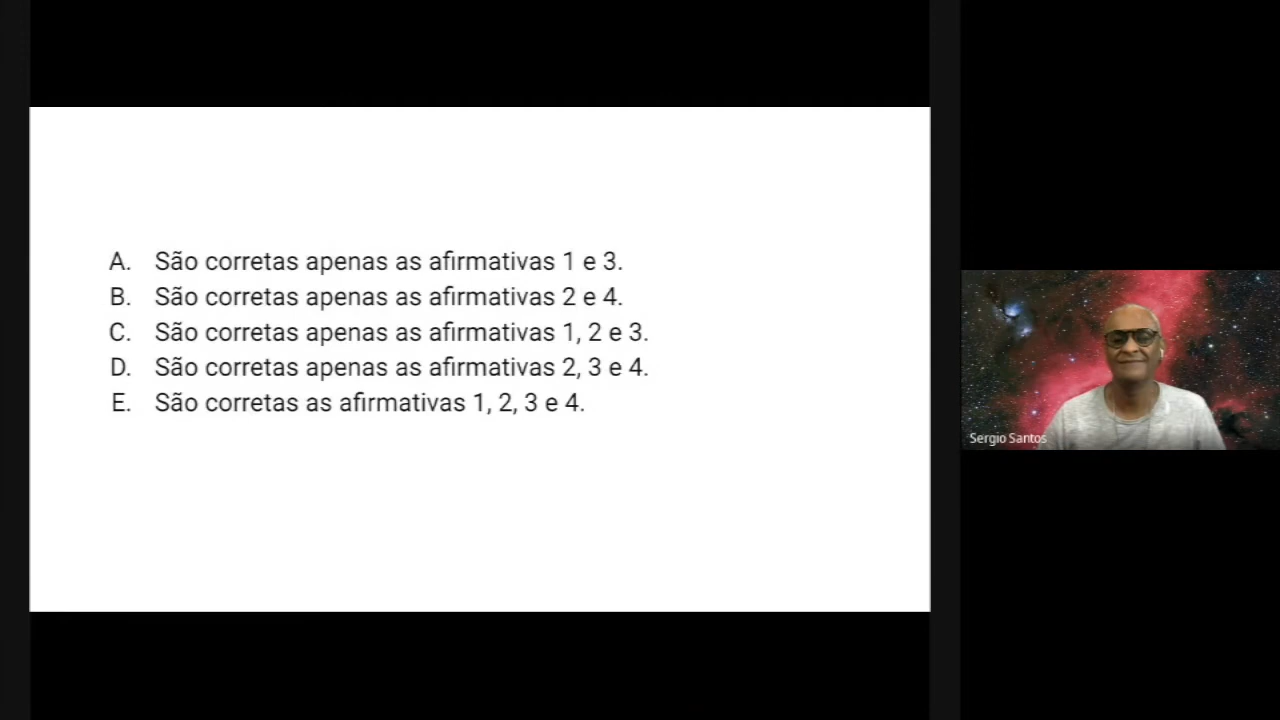 A. São corretas apenas as afirmativas 1 e 3.
B. São corretas apenas as afirmativas 2 e 4.
C. São corretas apenas as afirmativas 1, 2 e 3.
D. São corretas apenas as afirmativas 2, 3 e 4.
E. São corretas as afirmativas 1, 2, 3 e 4.
Sergio Santos